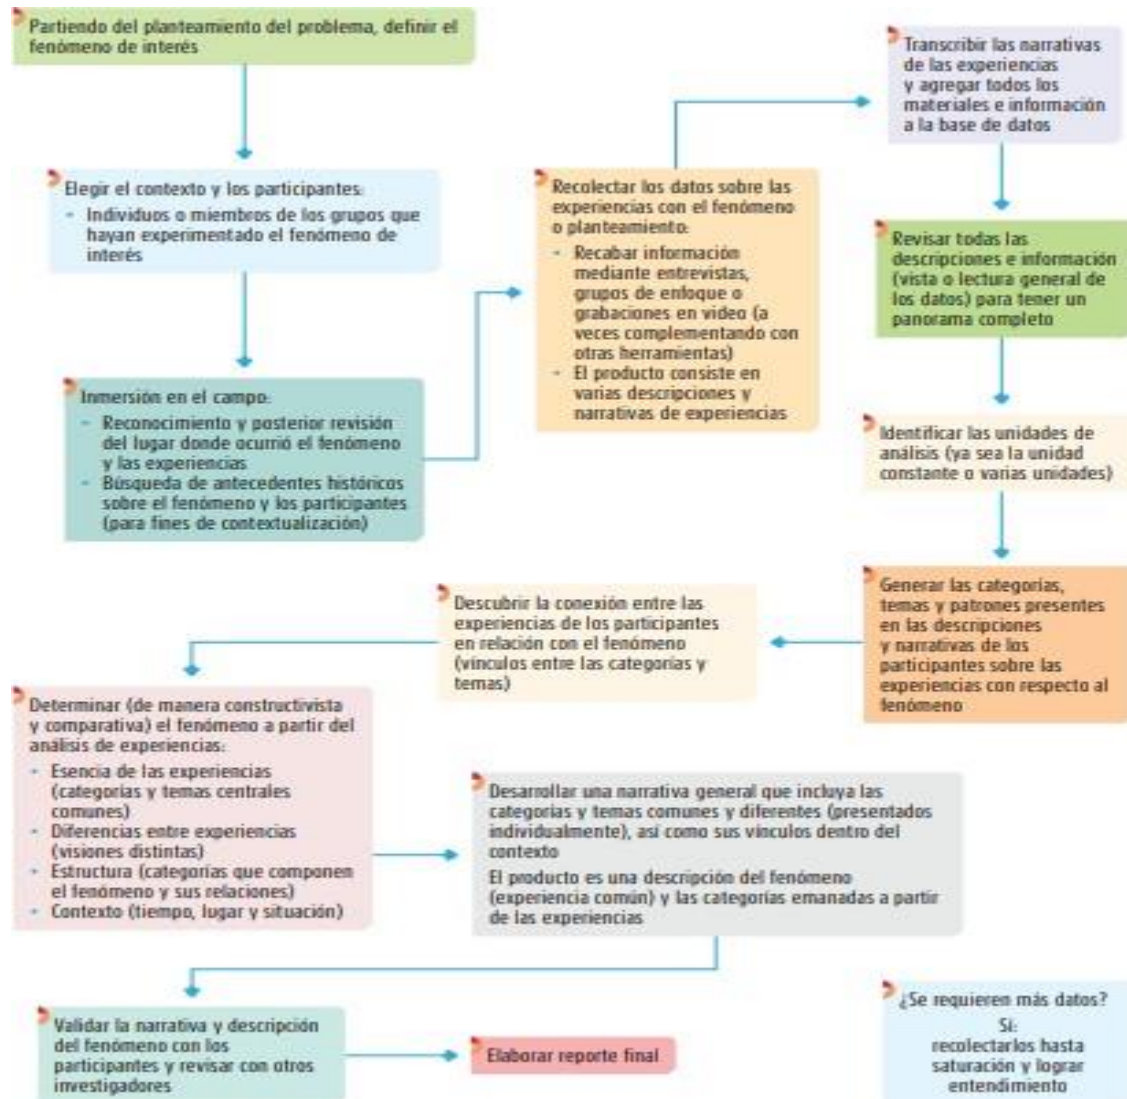 Partiendo del planteamiento del problema, definir el
fenómeno de interés
Elegir el contexto y los participantes:
- Individuos o miembros de los grupos que
hayan experimentado el fenómeno de
interés
Inmersión en el campo:
- Reconocimiento y posterior revisión
del lugar donde ocurrió el fenómeno
y las experiencias
- Búsqueda de antecedentes históricos
sobre el fenómeno y los participantes
(para fines de contextualización)
Recolectar los datos sobre las
experiencias con el fenómeno
o planteamiento:
- Recabar información
mediante entrevistas,
grupos de enfoque o
grabaciones en video (a
veces complementando con
otras herramientas)
- El producto consiste en
varias descripciones y
narrativas de experiencias
Transcribir las narrativas
de las experiencias
y agregar todos los
materiales e información
a la base de datos
Revisar todas las
descripciones e información
(vista o lectura general de
los datos) para tener un
panorama completo
Identificar las unidades de
análisis (ya sea la unidad
constante o varias unidades)
Generar las categorías,
temas y patrones presentes
en las descripciones
y narrativas de los
participantes sobre las
experiencias con respecto al
fenómeno
Descubrir la conexión entre las
experiencias de los participantes
en relación con el fenómeno
(vínculos entre las categorías y
temas)
Determinar (de manera constructivista
y comparativa) el fenómeno a partir del
análisis de experiencias:
- Esencia de las experiencias
(categorías y temas centrales
comunes)
- Diferencias entre experiencias
(visiones distintas)
- Estructura (categorías que componen
el fenómeno y sus relaciones)
- Contexto (tiempo, lugar y situación)
Desarrollar una narrativa general que incluya las
categorías y temas comunes y diferentes (presentados
individualmente), así como sus vínculos dentro del
contexto
El producto es una descripción del fenómeno
(experiencia común) y las categorías emanadas a partir
de las experiencias
Validar la narrativa y descripción
del fenómeno con los
participantes y revisar con otros
investigadores
Elaborar reporte final
¿Se requieren más datos?
Sí:
recolectarlos hasta
saturación y lograr
entendimiento